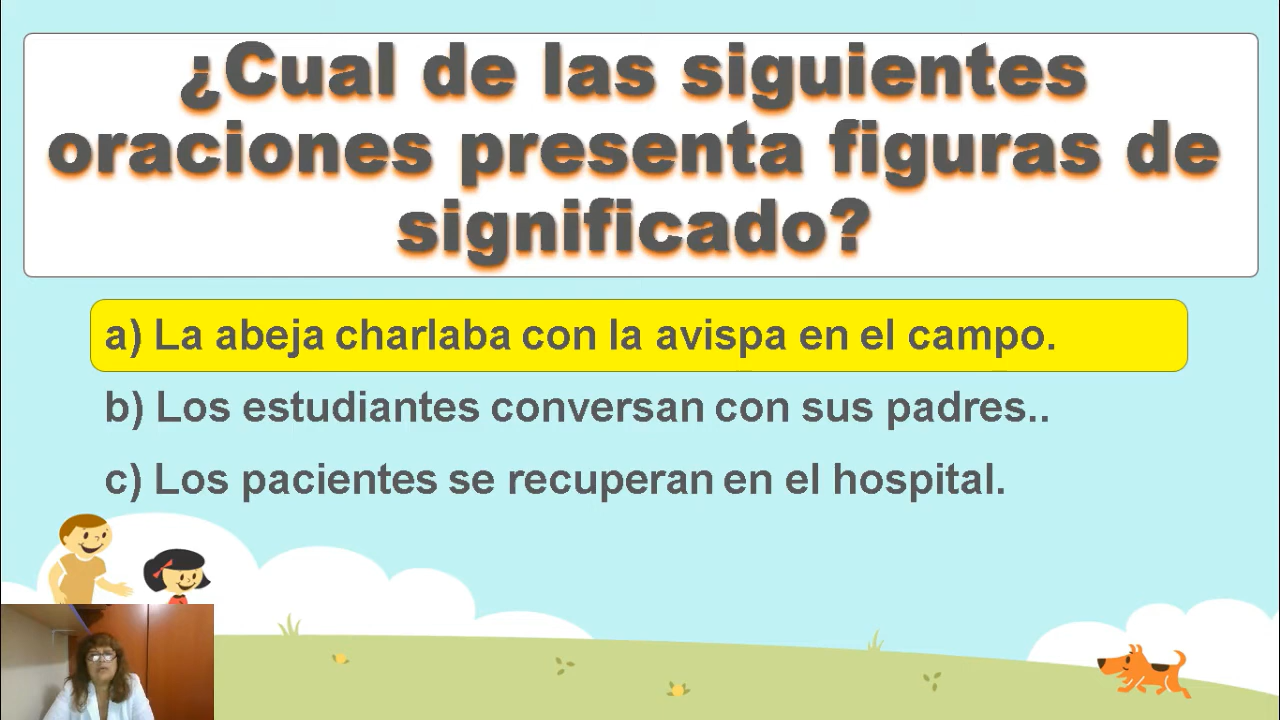 ¿Cual de las siguientes
oraciones presenta figuras de
significado?
a) La abeja charlaba con la avispa en el campo.
b) Los estudiantes conversan con sus padres..
c) Los pacientes se recuperan en el hospital.